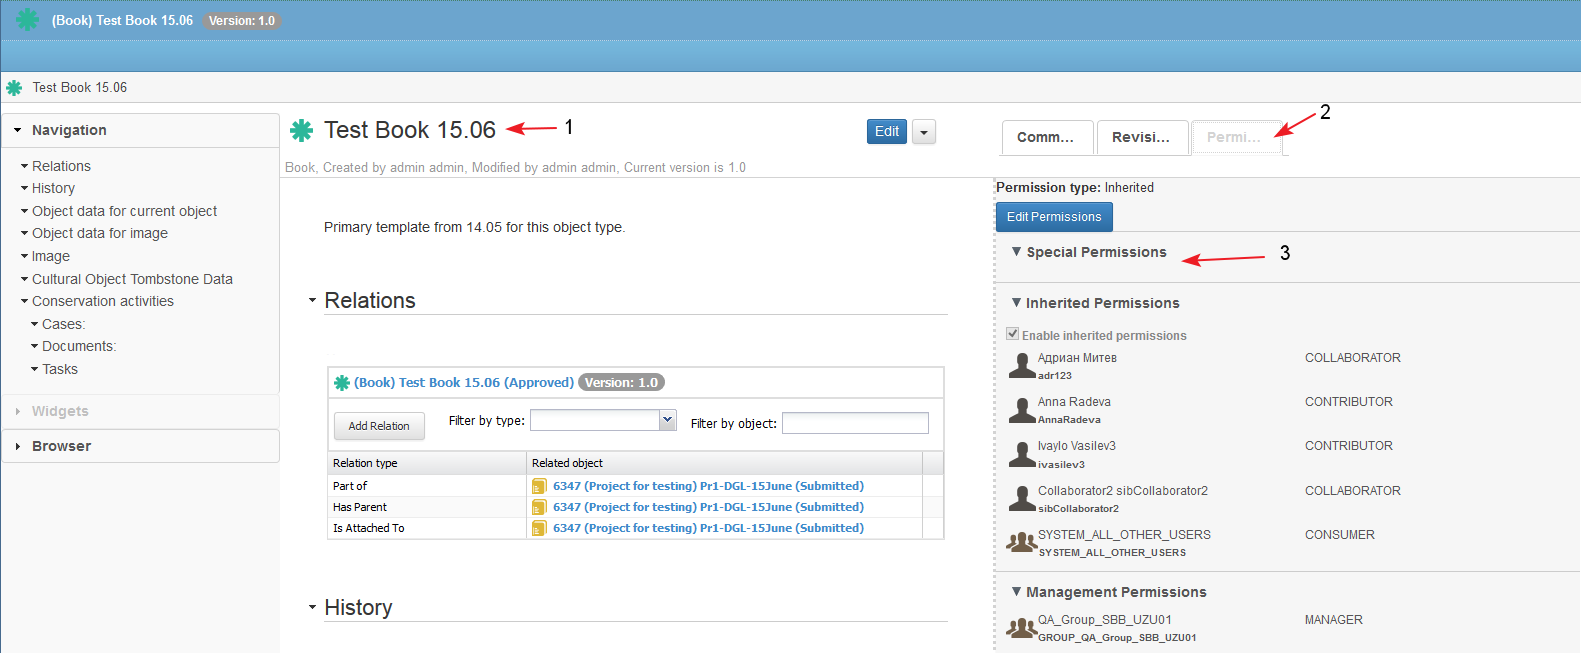 (Book) Test Book 15.06 Version: 1.0
Test Book 15.06
Navigation
Relations
History
Object data for current object
Object data for image
Image
Cultural Object Tombstone Data
Conservation activities
Cases:
Documents:
Tasks
Widgets
Browser
Test Book 15.06 1
Edit
Book, Created by admin admin, Modified by admin admin, Current version is 1.0
Primary template from 14.05 for this object type.
Relations
(Book) Test Book 15.06 (Approved) Version: 1.0
Add Relation Filter by type: Filter by object:
Relation type Related object
Part of 6347 (Project for testing) Pr1-DGL-15June (Submitted)
Has Parent 6347 (Project for testing) Pr1-DGL-15June (Submitted)
Is Attached To 6347 (Project for testing) Pr1-DGL-15June (Submitted)
History
2
Comm... Revisi... Permi...
Permission type: Inherited
Edit Permissions
Special Permissions 3
Inherited Permissions
Enable inherited permissions
Адриан Митев COLLABORATOR
adr123
Anna Radeva CONTRIBUTOR
AnnaRadeva
Ivaylo Vasilev3 CONTRIBUTOR
ivasilev3
Collaborator2 sibCollaborator2 COLLABORATOR
sibCollaborator2
SYSTEM_ALL_OTHER_USERS CONSUMER
SYSTEM_ALL_OTHER_USERS
Management Permissions
QA_Group_SBB_UZU01 MANAGER
GROUP_QA_Group_SBB_UZU01